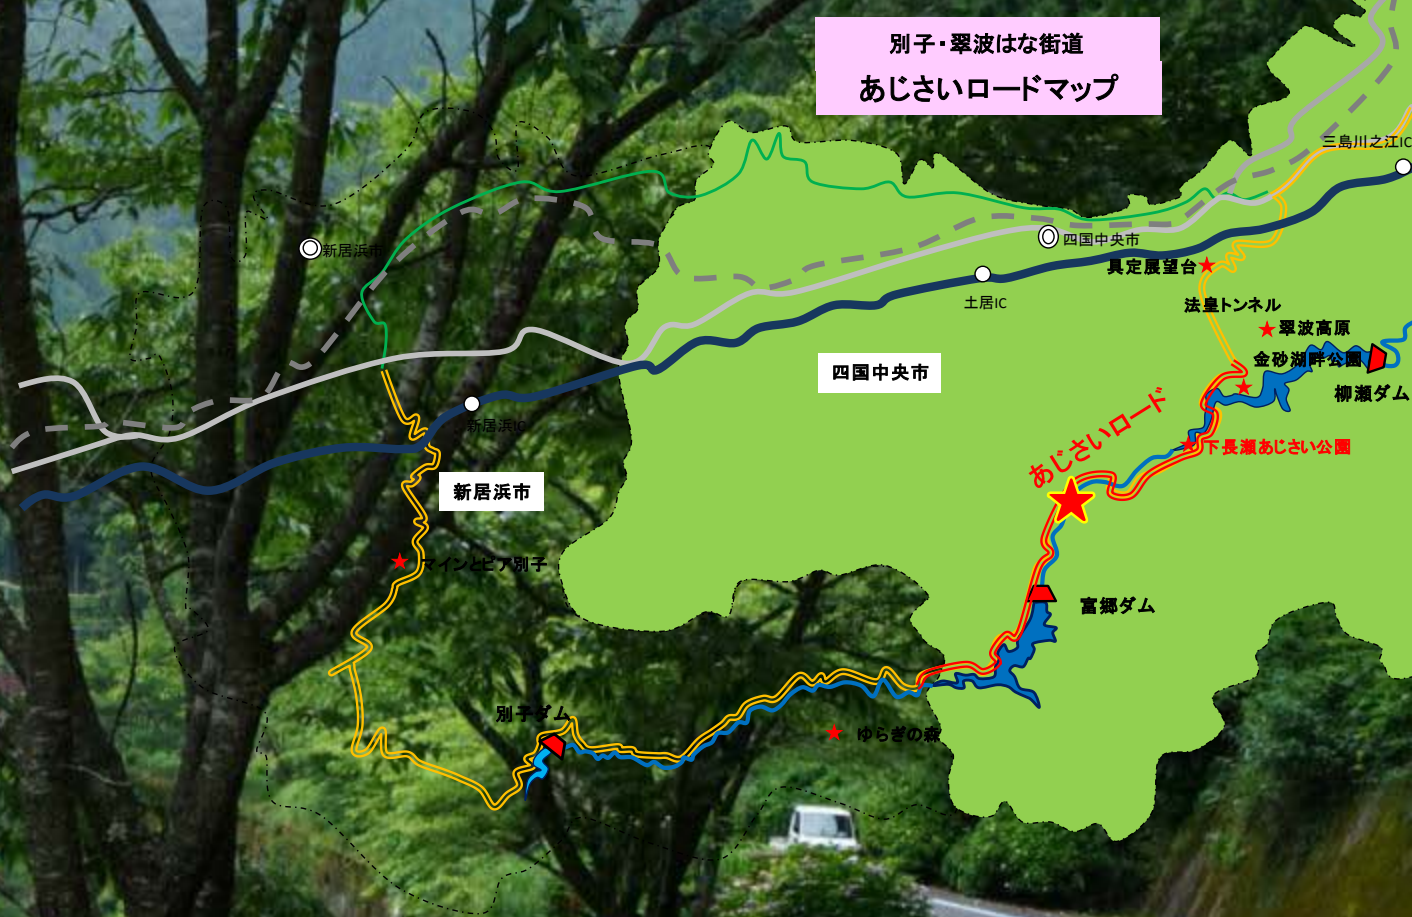 別子・翠波はな街道
あじさいロードマップ
三島川之江IC
新居浜市
四国中央市
具定展望台
土居IC
法皇トンネル
翠波高原
金砂湖畔公園
四国中央市
柳瀬ダム
あじさいロード
新居浜IC
下長瀬あじさい公園
新居浜市
マイントピア別子
富郷ダム
別子ダム
ゆらぎの森